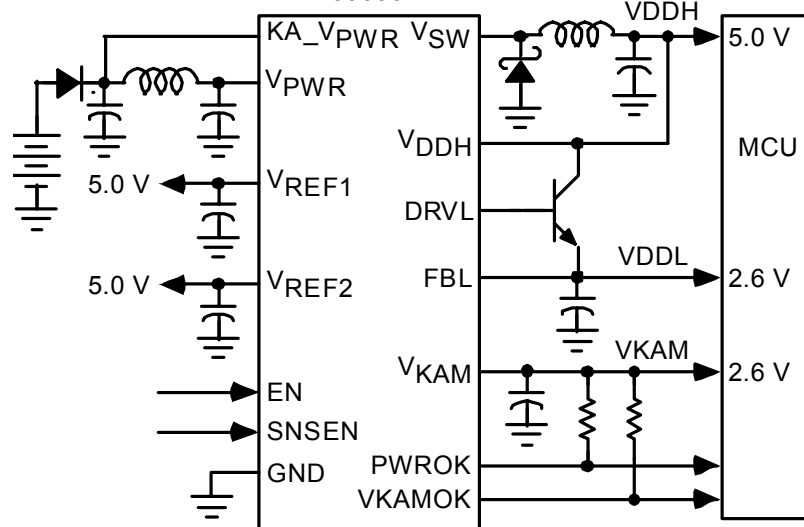 VDDH
KA_VPWR
VSW
5.0 V
VPWR
VDDH
MCU
5.0 V
VREF1
DRVL
5.0 V
VREF2
FBL
VDDL
2.6 V
VKAM
VKAM
2.6 V
EN
SNSEN
PWROK
GND
VKAMOK